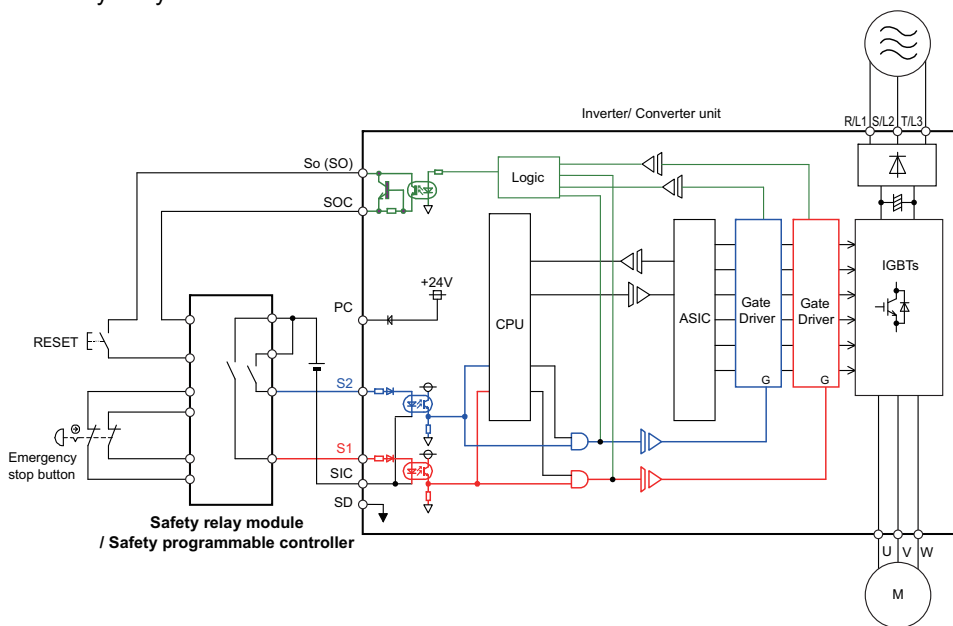 Inverter/ Converter unit
R/L1 S/L2 T/L3
So (SO)
SOC
Logic
+24V
PC
CPU
ASIC
Gate
Driver
G
Gate
Driver
G
IGBTs
RESET
S2
S1
SIC
SD
Emergency
stop button
Safety relay module
/ Safety programmable controller
U V W
M